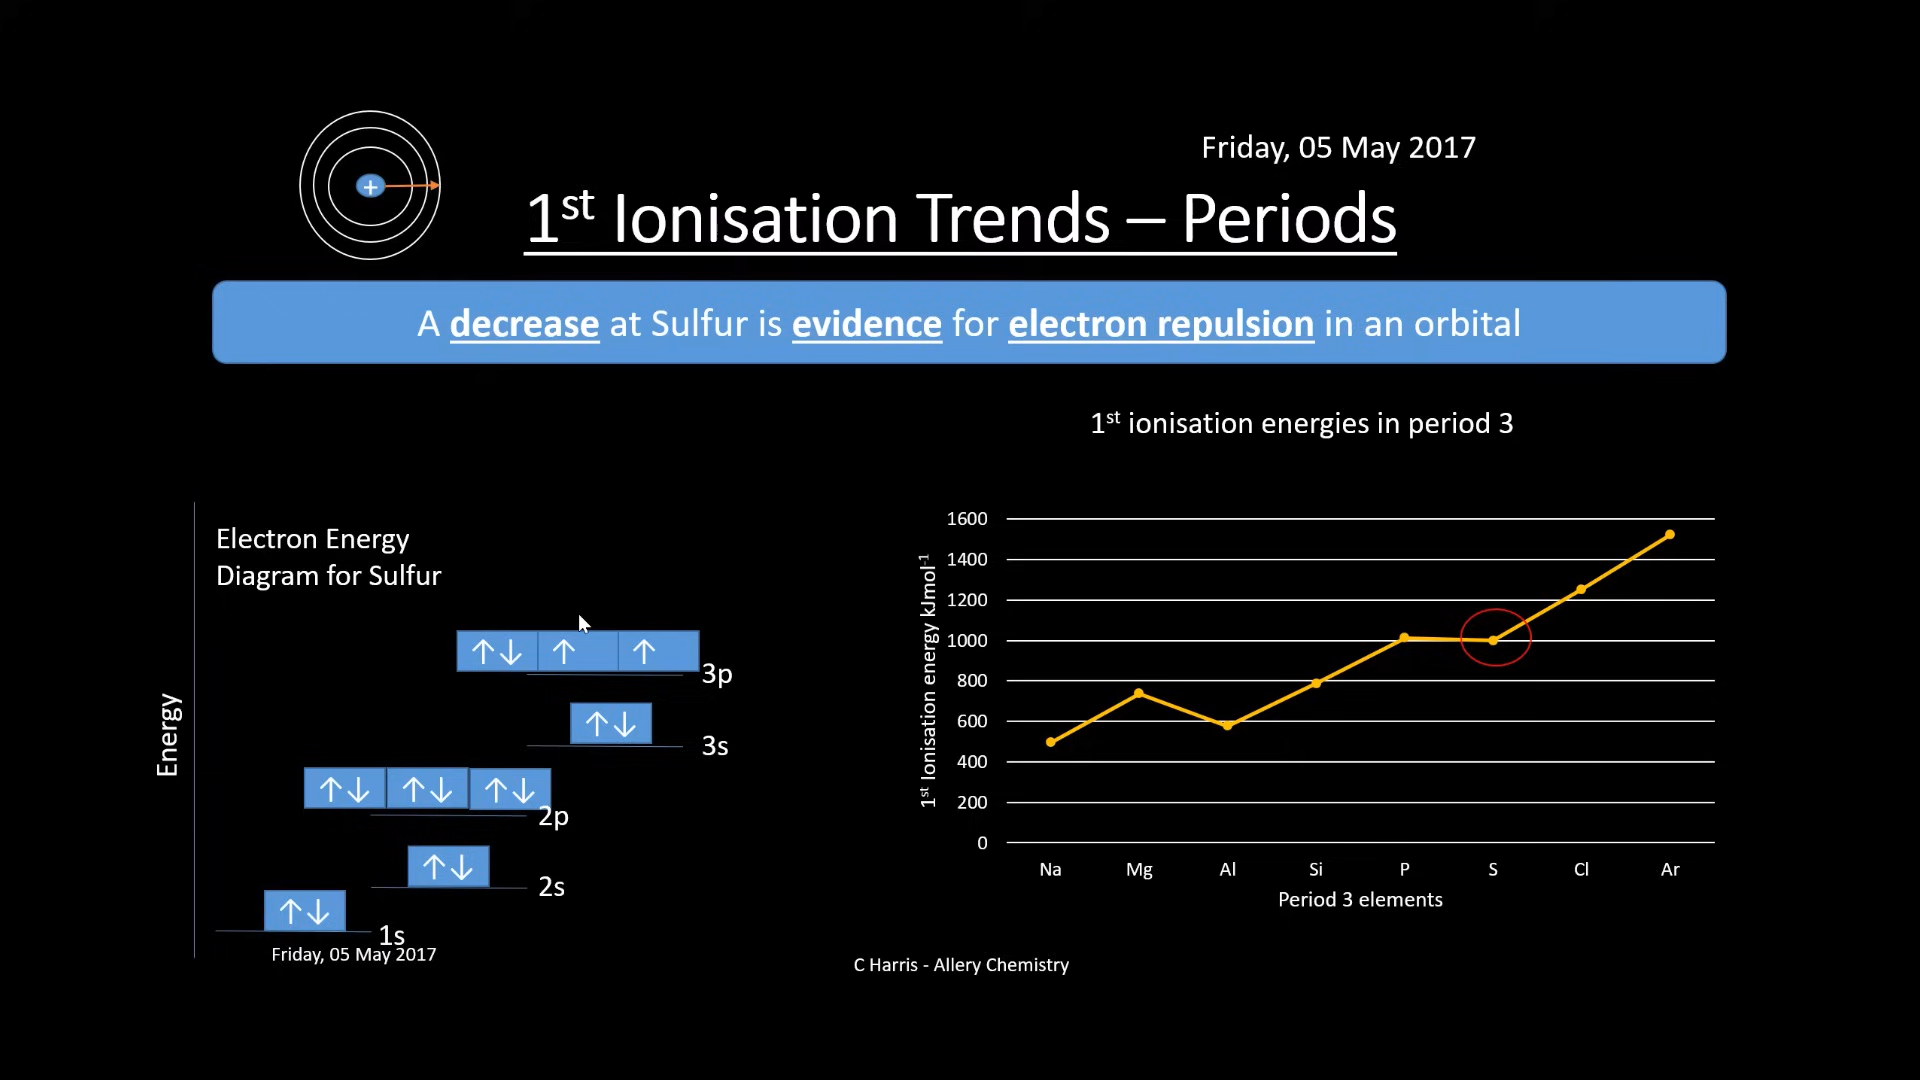 Friday, 05 May 2017
1st Ionisation Trends – Periods
A decrease at Sulfur is evidence for electron repulsion in an orbital
Electron Energy
Diagram for Sulfur
Energy
↑↓ ↑ ↑
3p
↑↓
3s
↑↓ ↑↓ ↑↓
2p
↑↓
2s
↑↓
1s
Friday, 05 May 2017
1st ionisation energies in period 3
1st Ionisation energy kJmol-1
1600
1400
1200
1000
800
600
400
200
0
Na Mg Al Si P S Cl Ar
Period 3 elements
C Harris - Allery Chemistry
+